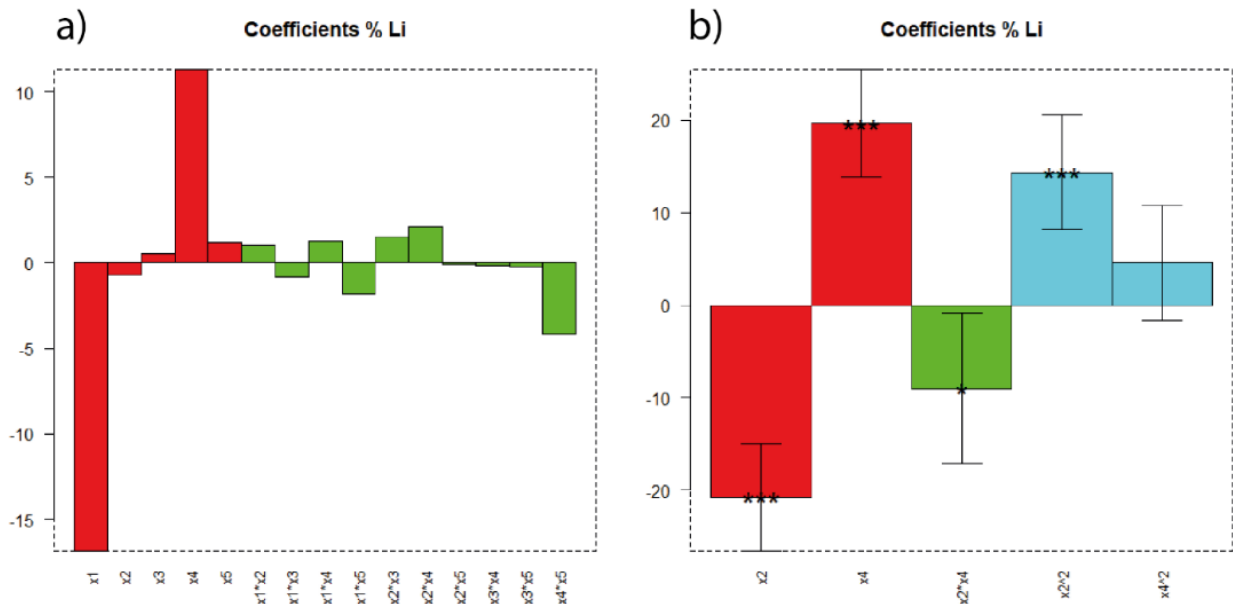 a)
Coefficients % Li
10
5
0
-5
-10
-15
x1
x2
x3
x4
x5
x1*x2
x1*x3
x1*x4
x1*x5
x2*x3
x2*x4
x2*x5
x3*x4
x3*x5
x4*x5
b)
Coefficients % Li
20
10
0
-10
-20
***
***
*
***
x2
x4
x2*x4
x2^2
x4^2